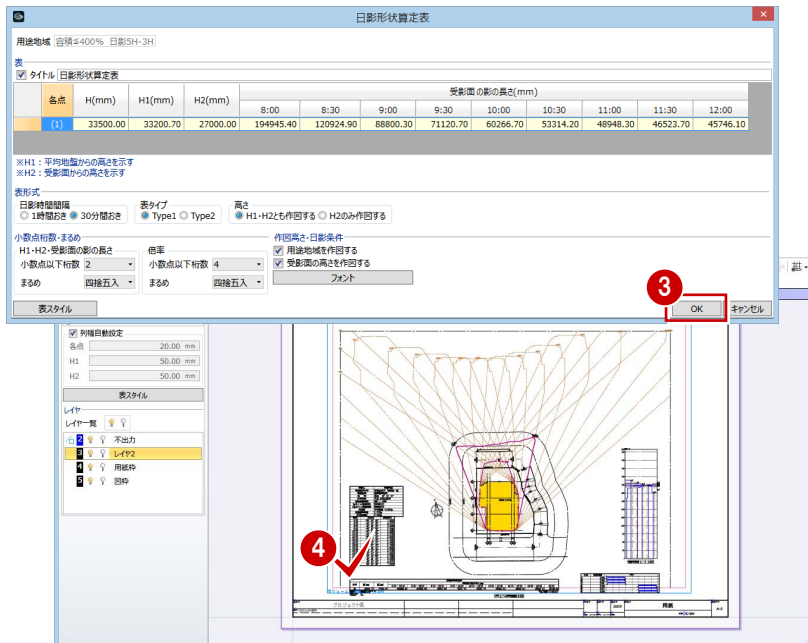 日影形状算定表
用途地域 容積≦400% 日影5H-3H
表
タイトル 日影形状算定表
各点 H(mm) H1(mm) H2(mm) 受影面の影の長さ(mm)
8:00 8:30 9:00 9:30 10:00 10:30 11:00 11:30 12:00
(1) 33500.00 33200.70 27000.00 194945.40 120924.90 88800.30 71120.70 60266.70 53314.20 48948.30 46523.70 45746.10
※H1：平均地盤からの高さを示す
※H2：受影面からの高さを示す
表形式
日影時間間隔 表タイプ 高さ
1時間おき 30分間おき Type1 Type2 H1・H2とも作図する H2のみ作図する
小数点桁数・まるめ 作図高さ・日影条件
H1・H2・受影面の影の長さ 倍率 用途地域を作図する
小数点以下桁数 2 小数点以下桁数 4 受影面の高さを作図する
まるめ 四捨五入 まるめ 四捨五入 フォント
3
表スタイル OK キャンセル
列幅自動設定
各点 20.00 mm
H1 50.00 mm
H2 50.00 mm
表スタイル
レイヤ
レイヤ一覧
2 不出力
3 レイヤ2
4 用紙枠
5 図枠
4
プロジェクト名
用紙